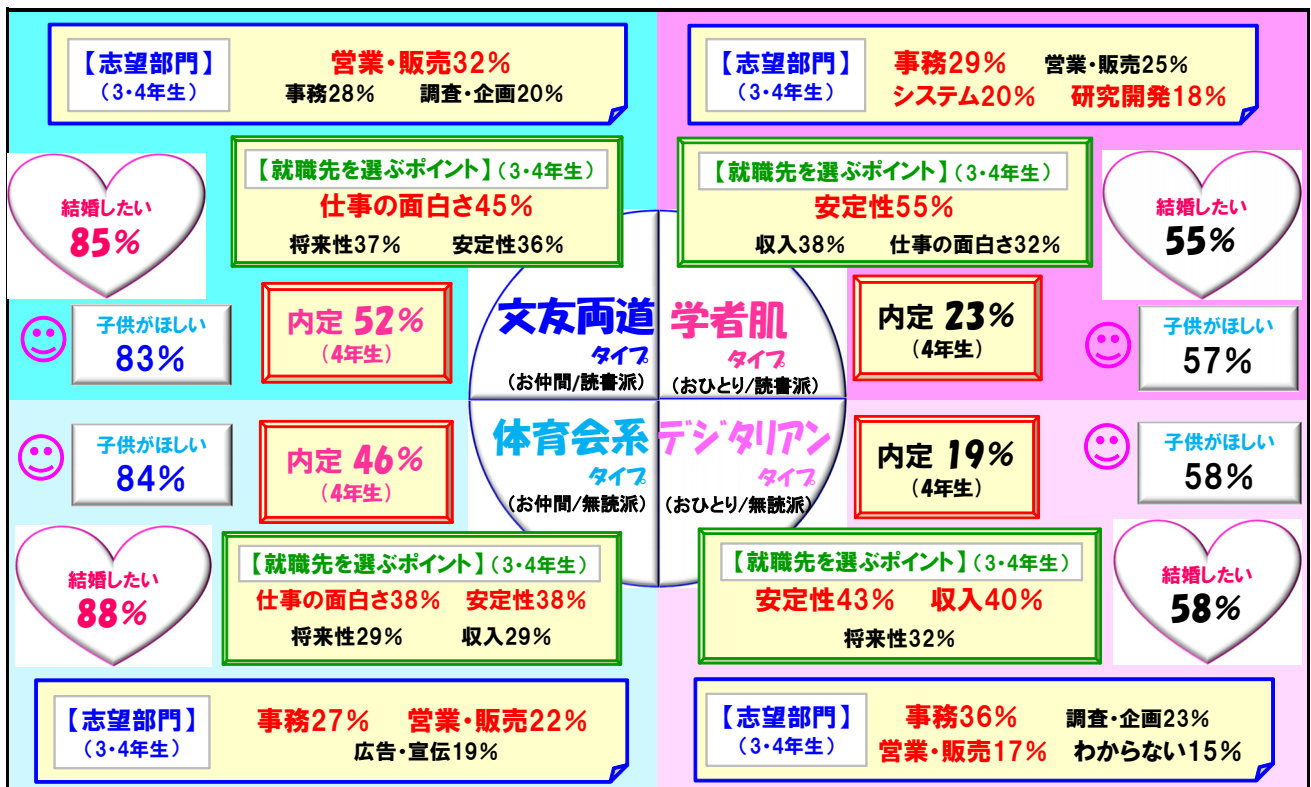 【志望部門】 営業・販売32%
(3・4年生) 事務28% 調査・企画20%
【就職先を選ぶポイント】(3・4年生)
仕事の面白さ45%
将来性37% 安定性36%
結婚したい
85%
子供がほしい
83%
内定 52%
(4年生)
文友両道
タイプ
(お仲間/読書派)
【志望部門】 事務29% 営業・販売25%
(3・4年生) システム20% 研究開発18%
【就職先を選ぶポイント】(3・4年生)
安定性55%
収入38% 仕事の面白さ32%
結婚したい
55%
学者肌
タイプ
(おひとり/読書派)
内定 23%
(4年生)
子供がほしい
57%
子供がほしい
84%
内定 46%
(4年生)
体育会系
タイプ
(お仲間/無読派)
結婚したい
88%
【就職先を選ぶポイント】(3・4年生)
仕事の面白さ38% 安定性38%
将来性29% 収入29%
【志望部門】 事務27% 営業・販売22%
(3・4年生) 広告・宣伝19%
デジタリアン
タイプ
(おひとり/無読派)
内定 19%
(4年生)
子供がほしい
58%
【就職先を選ぶポイント】(3・4年生)
安定性43% 収入40%
将来性32%
結婚したい
58%
【志望部門】 事務36% 調査・企画23%
(3・4年生) 営業・販売17% わからない15%